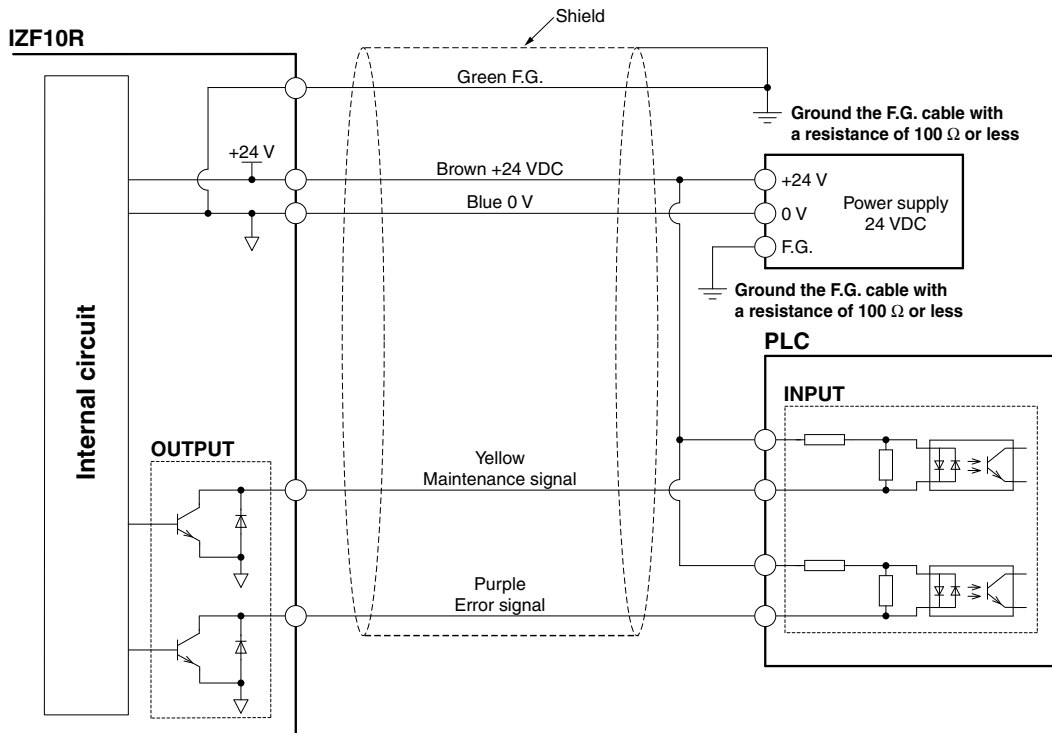 Shield
IZF10R
Green F.G.
Ground the F.G. cable with
a resistance of 100 Ω or less
+24 V
Brown +24 VDC
+24 V
Blue 0 V
0 V
Power supply
24 VDC
F.G.
Ground the F.G. cable with
a resistance of 100 Ω or less
PLC
INPUT
Internal circuit
OUTPUT
Yellow
Maintenance signal
Purple
Error signal